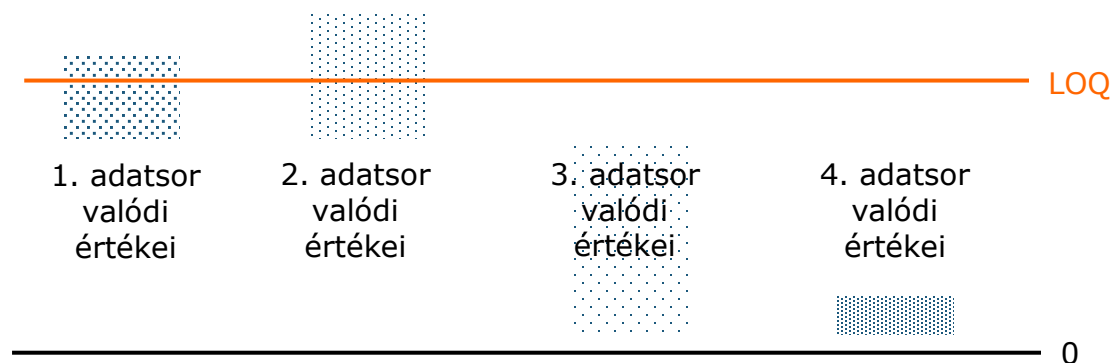 LOQ
1. adatsor
valódi
értékei
2. adatsor
valódi
értékei
3. adatsor
valódi
értékei
4. adatsor
valódi
értékei
0